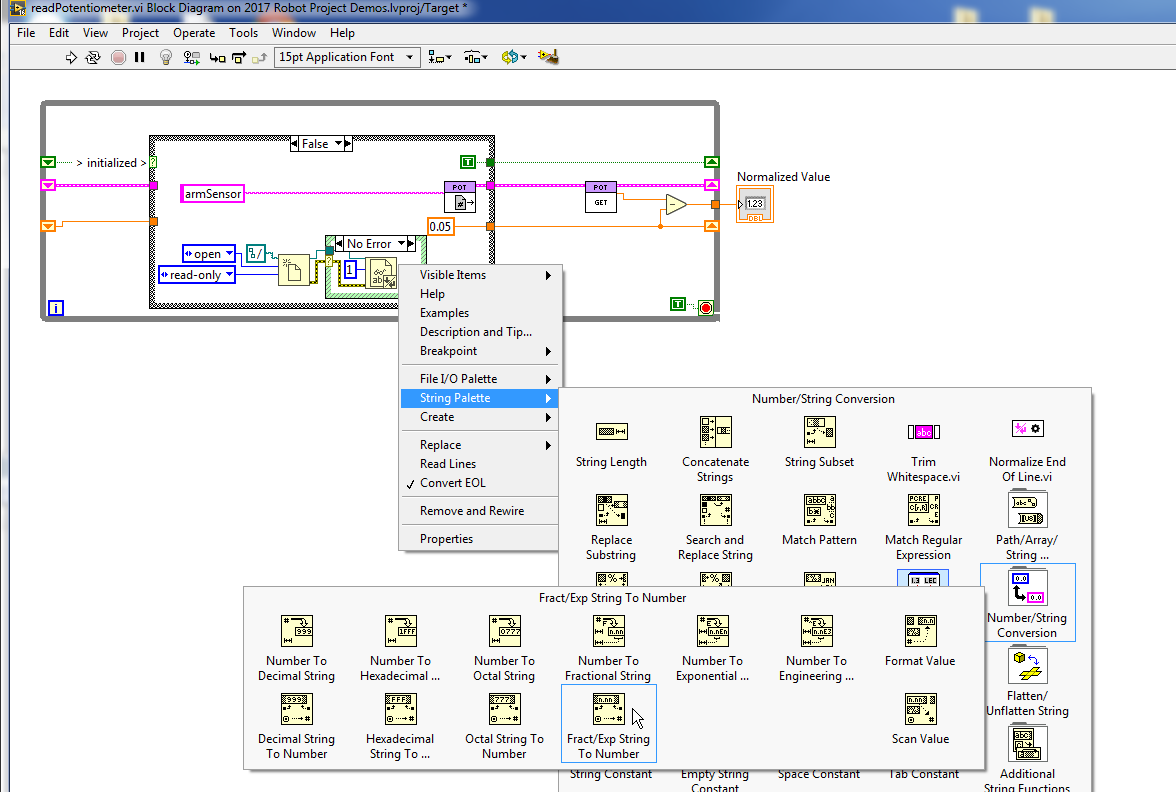 readPotentiometer.vi Block Diagram on 2017 Robot Project Demos.lvproj/Target *
File Edit View Project Operate Tools Window Help
15pt Application Font
False
> initialized >
?
T
Normalized Value
armSensor
POT
POT
GET
1.23
DBL
#
0.05
No Error
open
read-only
1
i
T
Visible Items
Help
Examples
Description and Tip...
Breakpoint
File I/O Palette
String Palette
Create
Replace
Read Lines
Convert EOL
Remove and Rewire
Properties
Number/String Conversion
String Length
Concatenate
Strings
String Subset
Trim
Whitespace.vi
Normalize End
Of Line.vi
Replace
Substring
Search and
Replace String
Match Pattern
Match Regular
Expression
Path/Array/
String ...
Number/String
Conversion
Flatten/
Unflatten String
Additional
String Functions
Fract/Exp String To Number
Number To
Decimal String
Number To
Hexadecimal ...
Number To
Octal String
Number To
Fractional String
Number To
Exponential ...
Number To
Engineering ...
Format Value
Decimal String
To Number
Hexadecimal
String To ...
Octal String To
Number
Fract/Exp String
To Number
Scan Value
String Constant
Empty String
Constant
Space Constant
Tab Constant